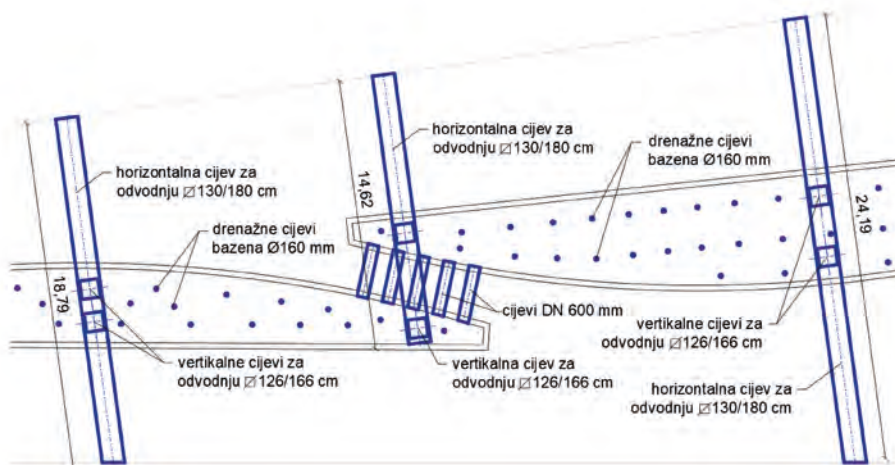 horizontalna cijev za
odvodnju ⌀130/180 cm
drenažne cijevi
bazena Ø160 mm
18,79
vertikalne cijevi za
odvodnju ⌀126/166 cm
14,62
horizontalna cijev za
odvodnju ⌀130/180 cm
drenažne cijevi
bazena Ø160 mm
24,19
cijevi DN 600 mm
vertikalna cijev za
odvodnju ⌀126/166 cm
vertikalne cijevi za
odvodnju ⌀126/166 cm
horizontalna cijev za
odvodnju ⌀130/180 cm